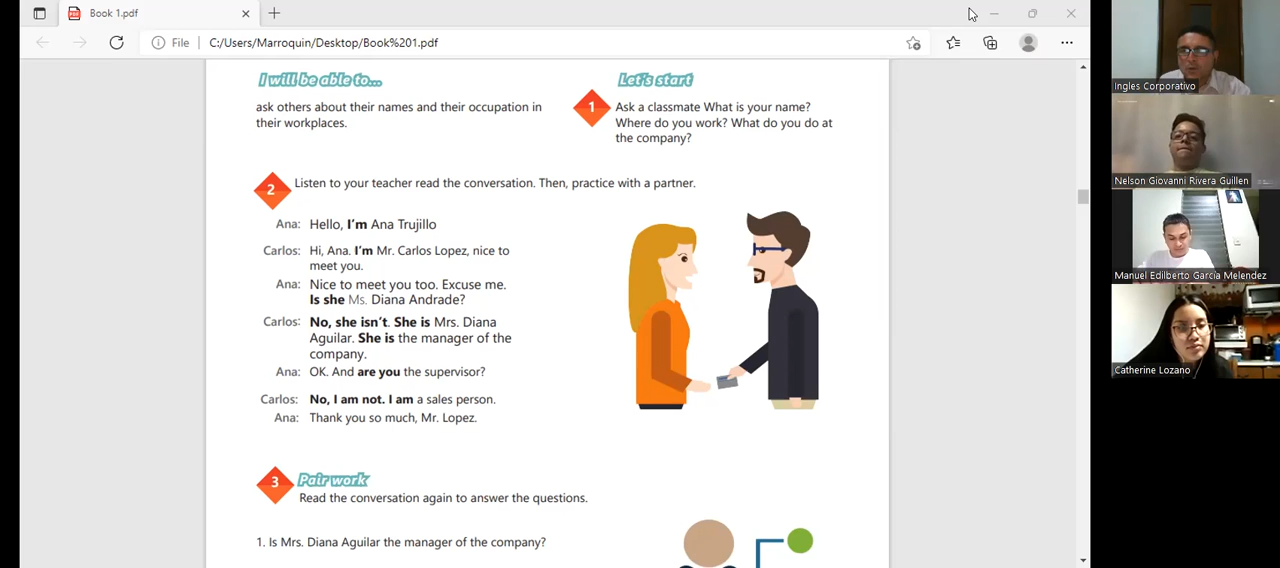 Book 1.pdf
File
C:/Users/Marroquin/Desktop/Book%201.pdf
I will be able to...
ask others about their names and their occupation in
their workplaces.
Let's start
1
Ask a classmate What is your name?
Where do you work? What do you do at
the company?
2
Listen to your teacher read the conversation. Then, practice with a partner.
Ana: Hello, I'm Ana Trujillo
Carlos: Hi, Ana. I'm Mr. Carlos Lopez, nice to
meet you.
Ana: Nice to meet you too. Excuse me.
Is she Ms. Diana Andrade?
Carlos: No, she isn't. She is Mrs. Diana
Aguilar. She is the manager of the
company.
Ana: OK. And are you the supervisor?
Carlos: No, I am not. I am a sales person.
Ana: Thank you so much, Mr. Lopez.
3
Pair work
Read the conversation again to answer the questions.
1. Is Mrs. Diana Aguilar the manager of the company?
Ingles Corporativo
Nelson Giovanni Rivera Guillen
Manuel Edilberto García Melendez
Catherine Lozano